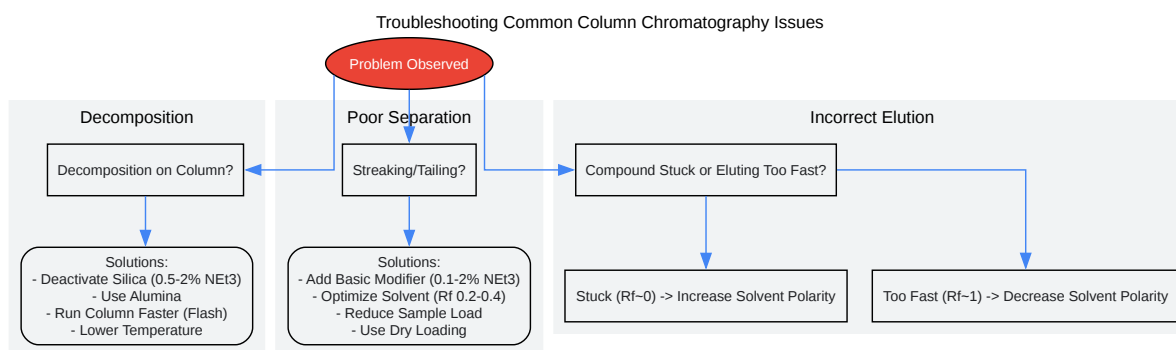 Troubleshooting Common Column Chromatography Issues
Problem Observed
Decomposition
Decomposition on Column?
Solutions:
- Deactivate Silica (0.5-2% NEt3)
- Use Alumina
- Run Column Faster (Flash)
- Lower Temperature
Poor Separation
Streaking/Tailing?
Solutions:
- Add Basic Modifier (0.1-2% NEt3)
- Optimize Solvent (Rf 0.2-0.4)
- Reduce Sample Load
- Use Dry Loading
Incorrect Elution
Compound Stuck or Eluting Too Fast?
Stuck (Rf~0) -> Increase Solvent Polarity
Too Fast (Rf~1) -> Decrease Solvent Polarity